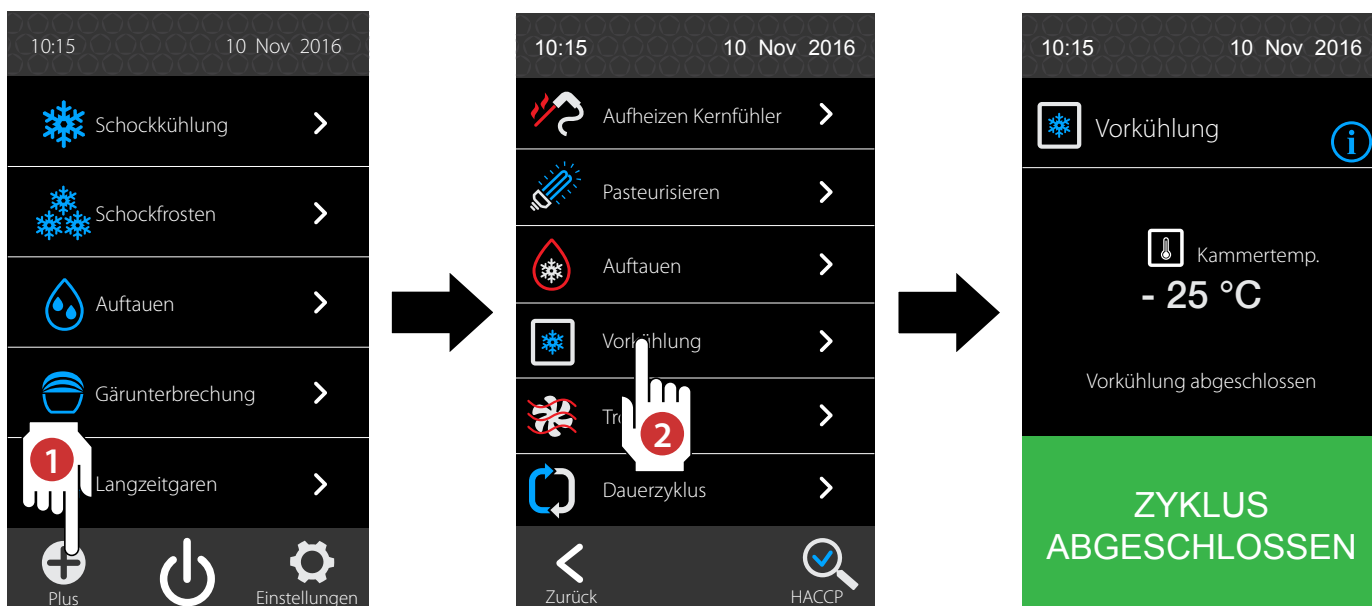 10:15 10 Nov 2016
Schockkühlung
Schockfrosten
Auftauen
Gärunterbrechung
1
Langzeitgaren
Plus
Einstellungen
10:15 10 Nov 2016
Aufheizen Kernfühler
Pasteurisieren
Auftauen
Vorkühlung
2
Dauerzyklus
Zurück
HACCP
10:15 10 Nov 2016
Vorkühlung
i
Kammertemp.
- 25 °C
Vorkühlung abgeschlossen
ZYKLUS
ABGESCHLOSSEN